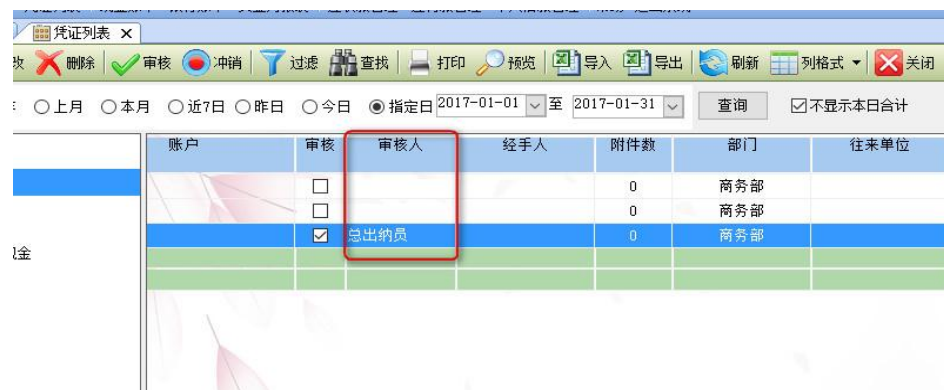 凭证列表 X
删除 审核 冲销 过滤 查找 打印 预览 导入 导出 刷新 列格式 关闭
上月 本月 近7日 昨日 今日 指定日 2017-01-01 至 2017-01-31 查询 不显示本日合计
账户 审核 审核人 经手人 附件数 部门 往来单位
0 商务部
0 商务部
总出纳员 0 商务部
金